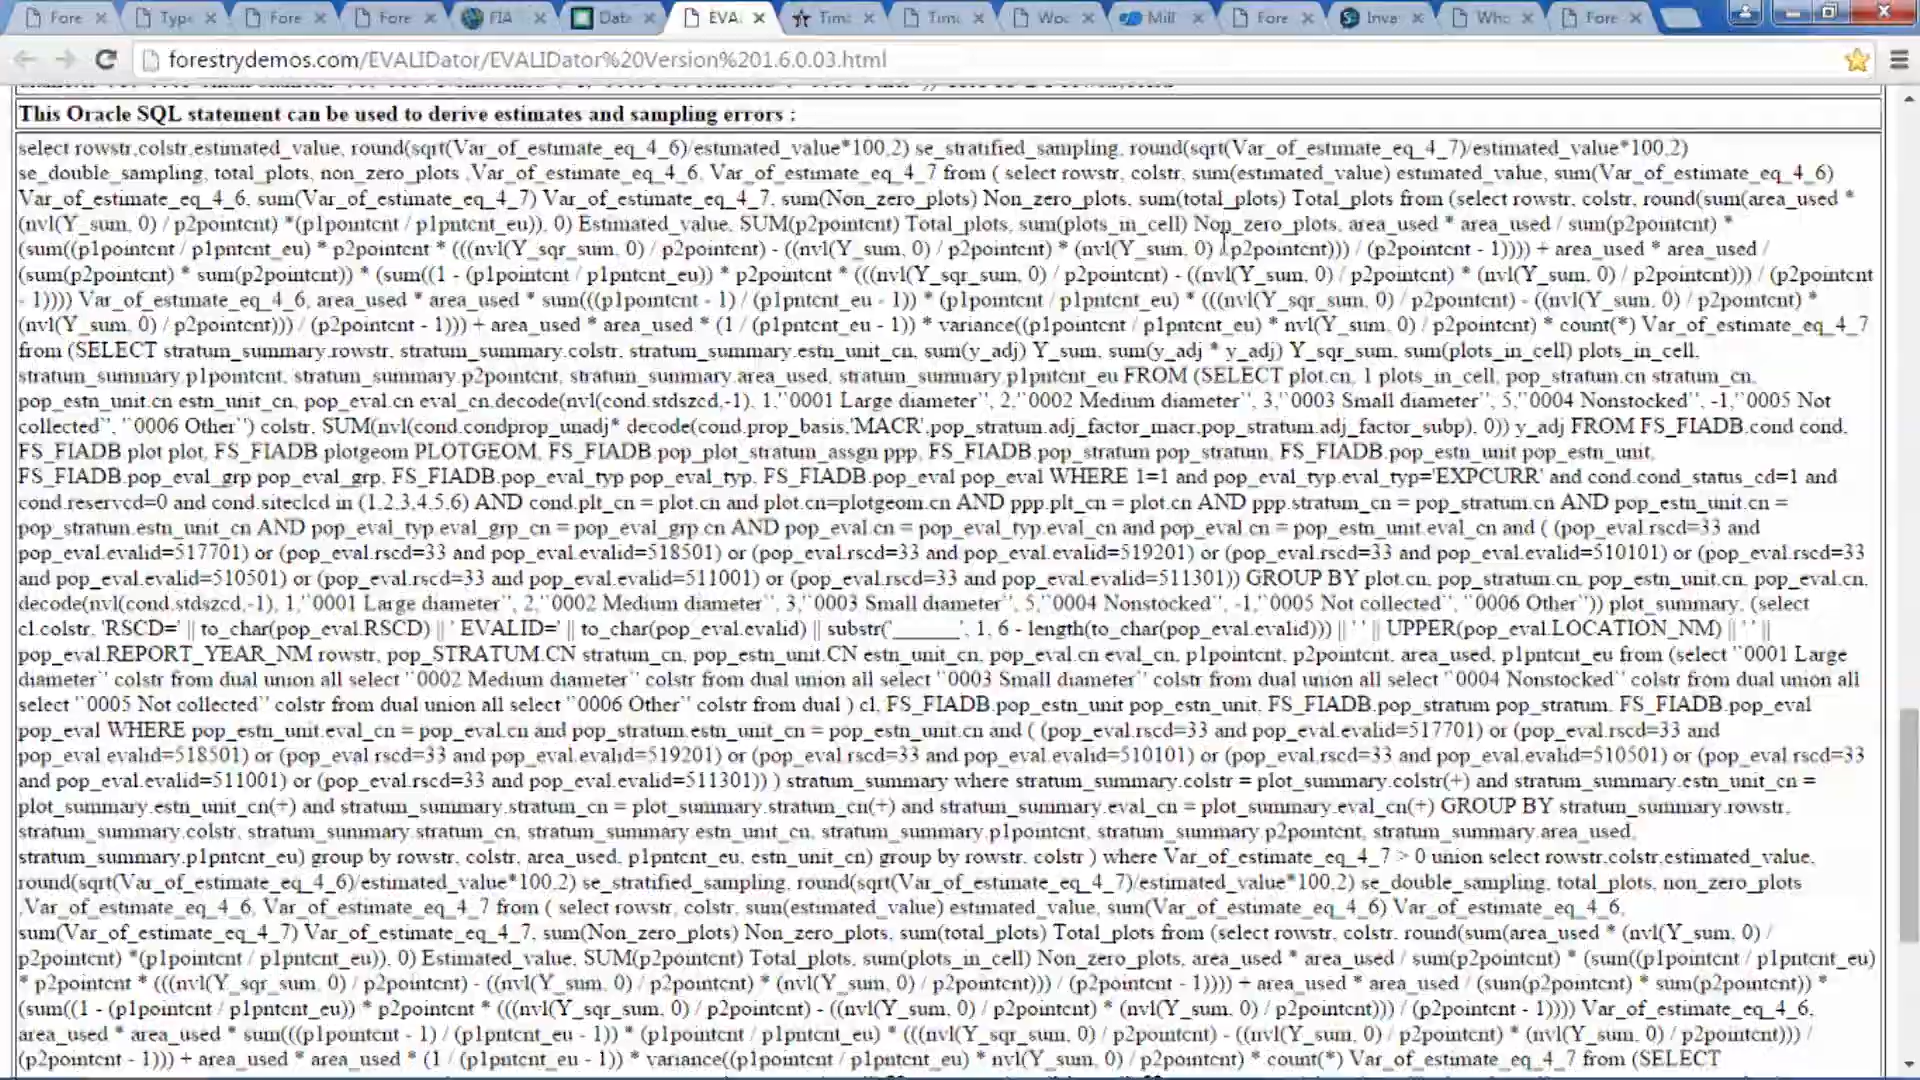 Fore
Type
Fore
Fore
FIA
Data
EVA
Time
Time
Woo
Mill
Fore
Inva
Who
Fore
forestrydemos.com/EVALIDator/EVALIDator%20Version%201.6.0.03.html
This Oracle SQL statement can be used to derive estimates and sampling errors :
select rowstr,colstr,estimated_value, round(sqrt(Var_of_estimate_eq_4_6)/estimated_value*100,2) se_stratified_sampling, round(sqrt(Var_of_estimate_eq_4_7)/estimated_value*100,2)
se_double_sampling, total_plots, non_zero_plots ,Var_of_estimate_eq_4_6, Var_of_estimate_eq_4_7 from ( select rowstr, colstr, sum(estimated_value) estimated_value, sum(Var_of_estimate_eq_4_6)
Var_of_estimate_eq_4_6, sum(Var_of_estimate_eq_4_7) Var_of_estimate_eq_4_7, sum(Non_zero_plots) Non_zero_plots, sum(total_plots) Total_plots from (select rowstr, colstr, round(sum(area_used *
(nvl(Y_sum, 0) / p2pointcnt) *(p1pointcnt / p1pntcnt_eu)), 0) Estimated_value, SUM(p2pointcnt) Total_plots, sum(plots_in_cell) Non_zero_plots, area_used * area_used / sum(p2pointcnt) *
(sum((p1pointcnt / p1pntcnt_eu) * p2pointcnt * (((nvl(Y_sqr_sum, 0) / p2pointcnt) - ((nvl(Y_sum, 0) / p2pointcnt) * (nvl(Y_sum, 0) / p2pointcnt))) / (p2pointcnt - 1)))) + area_used * area_used /
(sum(p2pointcnt) * sum(p2pointcnt)) * (sum((1 - (p1pointcnt / p1pntcnt_eu)) * p2pointcnt * (((nvl(Y_sqr_sum, 0) / p2pointcnt) - ((nvl(Y_sum, 0) / p2pointcnt) * (nvl(Y_sum, 0) / p2pointcnt))) / (p2pointcnt
- 1)))) Var_of_estimate_eq_4_6, area_used * area_used * sum(((p1pointcnt - 1) / (p1pntcnt_eu - 1)) * (p1pointcnt / p1pntcnt_eu) * (((nvl(Y_sqr_sum, 0) / p2pointcnt) - ((nvl(Y_sum, 0) / p2pointcnt) *
(nvl(Y_sum, 0) / p2pointcnt))) / (p2pointcnt - 1))) + area_used * area_used * (1 / (p1pntcnt_eu - 1)) * variance((p1pointcnt / p1pntcnt_eu) * nvl(Y_sum, 0) / p2pointcnt) * count(*) Var_of_estimate_eq_4_7
from (SELECT stratum_summary.rowstr, stratum_summary.colstr, stratum_summary.estn_unit_cn, sum(y_adj) Y_sum, sum(y_adj * y_adj) Y_sqr_sum, sum(plots_in_cell) plots_in_cell,
stratum_summary.p1pointcnt, stratum_summary.p2pointcnt, stratum_summary.area_used, stratum_summary.p1pntcnt_eu FROM (SELECT plot.cn, 1 plots_in_cell, pop_stratum.cn stratum_cn,
pop_estn_unit.cn estn_unit_cn, pop_eval.cn eval_cn,decode(nvl(cond.stdszcd,-1), 1,'`0001 Large diameter', 2,'`0002 Medium diameter', 3,'`0003 Small diameter', 5,'`0004 Nonstocked', -1,'`0005 Not
collected', '`0006 Other') colstr, SUM(nvl(cond.condprop_unadj* decode(cond.prop_basis,'MACR',pop_stratum.adj_factor_macr,pop_stratum.adj_factor_subp), 0)) y_adj FROM FS_FIADB.cond cond,
FS_FIADB.plot plot, FS_FIADB.plotgeom PLOTGEOM, FS_FIADB.pop_plot_stratum_assgn ppp, FS_FIADB.pop_stratum pop_stratum, FS_FIADB.pop_estn_unit pop_estn_unit,
FS_FIADB.pop_eval_grp pop_eval_grp, FS_FIADB.pop_eval_typ pop_eval_typ, FS_FIADB.pop_eval pop_eval WHERE 1=1 and pop_eval_typ.eval_typ='EXPCURR' and cond.cond_status_cd=1 and
cond.reservcd=0 and cond.siteclcd in (1,2,3,4,5,6) AND cond.plt_cn = plot.cn and plot.cn=plotgeom.cn AND ppp.plt_cn = plot.cn AND ppp.stratum_cn = pop_stratum.cn AND pop_estn_unit.cn =
pop_stratum.estn_unit_cn AND pop_eval_typ.eval_grp_cn = pop_eval_grp.cn AND pop_eval.cn = pop_eval_typ.eval_cn and pop_eval.cn = pop_estn_unit.eval_cn and ( (pop_eval.rscd=33 and
pop_eval.evalid=517701) or (pop_eval.rscd=33 and pop_eval.evalid=518501) or (pop_eval.rscd=33 and pop_eval.evalid=519201) or (pop_eval.rscd=33 and pop_eval.evalid=510101) or (pop_eval.rscd=33
and pop_eval.evalid=510501) or (pop_eval.rscd=33 and pop_eval.evalid=511001) or (pop_eval.rscd=33 and pop_eval.evalid=511301)) GROUP BY plot.cn, pop_stratum.cn, pop_estn_unit.cn, pop_eval.cn,
decode(nvl(cond.stdszcd,-1), 1,'`0001 Large diameter', 2,'`0002 Medium diameter', 3,'`0003 Small diameter', 5,'`0004 Nonstocked', -1,'`0005 Not collected', '`0006 Other')) plot_summary, (select
cl.colstr, 'RSCD=' || to_char(pop_eval.RSCD) || ' EVALID=' || to_char(pop_eval.evalid) || substr('______', 1, 6 - length(to_char(pop_eval.evalid))) || ' ' || UPPER(pop_eval.LOCATION_NM) || ' ' ||
pop_eval.REPORT_YEAR_NM rowstr, pop_STRATUM.CN stratum_cn, pop_estn_unit.CN estn_unit_cn, pop_eval.cn eval_cn, p1pointcnt, p2pointcnt, area_used, p1pntcnt_eu from (select '`0001 Large
diameter' colstr from dual union all select '`0002 Medium diameter' colstr from dual union all select '`0003 Small diameter' colstr from dual union all select '`0004 Nonstocked' colstr from dual union all
select '`0005 Not collected' colstr from dual union all select '`0006 Other' colstr from dual ) cl, FS_FIADB.pop_estn_unit pop_estn_unit, FS_FIADB.pop_stratum pop_stratum, FS_FIADB.pop_eval
pop_eval WHERE pop_estn_unit.eval_cn = pop_eval.cn and pop_stratum.estn_unit_cn = pop_estn_unit.cn and ( (pop_eval.rscd=33 and pop_eval.evalid=517701) or (pop_eval.rscd=33 and
pop_eval.evalid=518501) or (pop_eval.rscd=33 and pop_eval.evalid=519201) or (pop_eval.rscd=33 and pop_eval.evalid=510101) or (pop_eval.rscd=33 and pop_eval.evalid=510501) or (pop_eval.rscd=33
and pop_eval.evalid=511001) or (pop_eval.rscd=33 and pop_eval.evalid=511301)) ) stratum_summary where stratum_summary.colstr = plot_summary.colstr(+) and stratum_summary.estn_unit_cn =
plot_summary.estn_unit_cn(+) and stratum_summary.stratum_cn = plot_summary.stratum_cn(+) and stratum_summary.eval_cn = plot_summary.eval_cn(+) GROUP BY stratum_summary.rowstr,
stratum_summary.colstr, stratum_summary.stratum_cn, stratum_summary.estn_unit_cn, stratum_summary.p1pointcnt, stratum_summary.p2pointcnt, stratum_summary.area_used,
stratum_summary.p1pntcnt_eu) group by rowstr, colstr, area_used, p1pntcnt_eu, estn_unit_cn) group by rowstr, colstr ) where Var_of_estimate_eq_4_7 > 0 union select rowstr,colstr,estimated_value,
round(sqrt(Var_of_estimate_eq_4_6)/estimated_value*100,2) se_stratified_sampling, round(sqrt(Var_of_estimate_eq_4_7)/estimated_value*100,2) se_double_sampling, total_plots, non_zero_plots
,Var_of_estimate_eq_4_6, Var_of_estimate_eq_4_7 from ( select rowstr, colstr, sum(estimated_value) estimated_value, sum(Var_of_estimate_eq_4_6) Var_of_estimate_eq_4_6,
sum(Var_of_estimate_eq_4_7) Var_of_estimate_eq_4_7, sum(Non_zero_plots) Non_zero_plots, sum(total_plots) Total_plots from (select rowstr, colstr, round(sum(area_used * (nvl(Y_sum, 0) /
p2pointcnt) *(p1pointcnt / p1pntcnt_eu)), 0) Estimated_value, SUM(p2pointcnt) Total_plots, sum(plots_in_cell) Non_zero_plots, area_used * area_used / sum(p2pointcnt) * (sum((p1pointcnt / p1pntcnt_eu)
* p2pointcnt * (((nvl(Y_sqr_sum, 0) / p2pointcnt) - ((nvl(Y_sum, 0) / p2pointcnt) * (nvl(Y_sum, 0) / p2pointcnt))) / (p2pointcnt - 1)))) + area_used * area_used / (sum(p2pointcnt) * sum(p2pointcnt)) *
(sum((1 - (p1pointcnt / p1pntcnt_eu)) * p2pointcnt * (((nvl(Y_sqr_sum, 0) / p2pointcnt) - ((nvl(Y_sum, 0) / p2pointcnt) * (nvl(Y_sum, 0) / p2pointcnt))) / (p2pointcnt - 1)))) Var_of_estimate_eq_4_6,
area_used * area_used * sum(((p1pointcnt - 1) / (p1pntcnt_eu - 1)) * (p1pointcnt / p1pntcnt_eu) * (((nvl(Y_sqr_sum, 0) / p2pointcnt) - ((nvl(Y_sum, 0) / p2pointcnt) * (nvl(Y_sum, 0) / p2pointcnt))) /
(p2pointcnt - 1))) + area_used * area_used * (1 / (p1pntcnt_eu - 1)) * variance((p1pointcnt / p1pntcnt_eu) * nvl(Y_sum, 0) / p2pointcnt) * count(*) Var_of_estimate_eq_4_7 from (SELECT